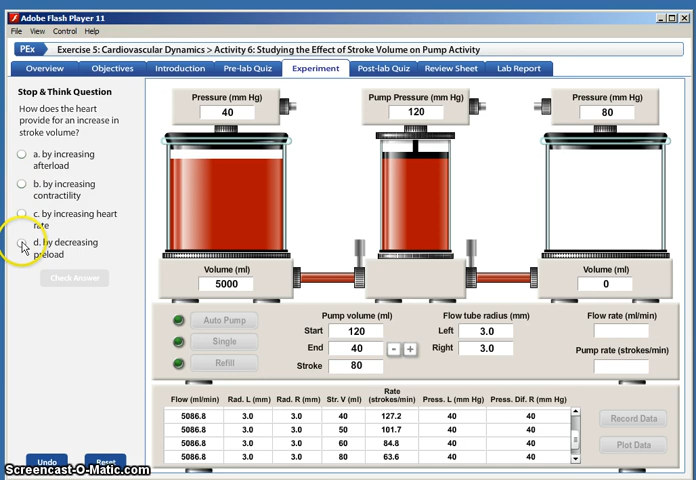 Adobe Flash Player 11
File View Control Help
PEx Exercise 5: Cardiovascular Dynamics > Activity 6: Studying the Effect of Stroke Volume on Pump Activity
Overview Objectives Introduction Pre-lab Quiz Experiment Post-lab Quiz Review Sheet Lab Report
Stop & Think Question
How does the heart
provide for an increase in
stroke volume?
a. by increasing
afterload
b. by increasing
contractility
c. by increasing heart
rate
d. by decreasing
preload
Check Answer
Pressure (mm Hg)
40
Pump Pressure (mm Hg)
120
Pressure (mm Hg)
80
Volume (ml)
5000
Volume (ml)
0
Auto Pump
Single
Refill
Pump volume (ml)
Start 120
End 40 - +
Stroke 80
Flow tube radius (mm)
Left 3.0
Right 3.0
Flow rate (ml/min)
Pump rate (strokes/min)
Flow (ml/min) Rad. L (mm) Rad. R (mm) Str. V (ml) Rate (strokes/min) Press. L (mm Hg) Press. Dif. R (mm Hg)
5086.8 3.0 3.0 40 127.2 40 40
5086.8 3.0 3.0 50 101.7 40 40
5086.8 3.0 3.0 60 84.8 40 40
5086.8 3.0 3.0 80 63.6 40 40
Record Data
Plot Data
Undo Reset
Screencast-O-Matic.com